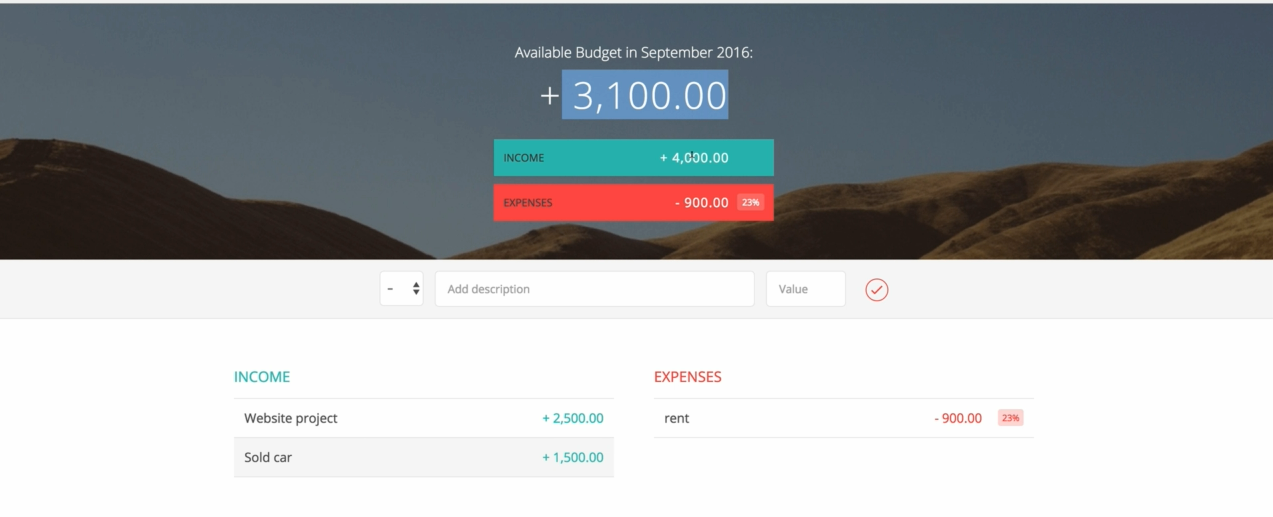 Available Budget in September 2016:
+ 3,100.00
INCOME + 4,000.00
EXPENSES - 900.00 23%
- Add description Value
INCOME
Website project + 2,500.00
Sold car + 1,500.00
EXPENSES
rent - 900.00 23%